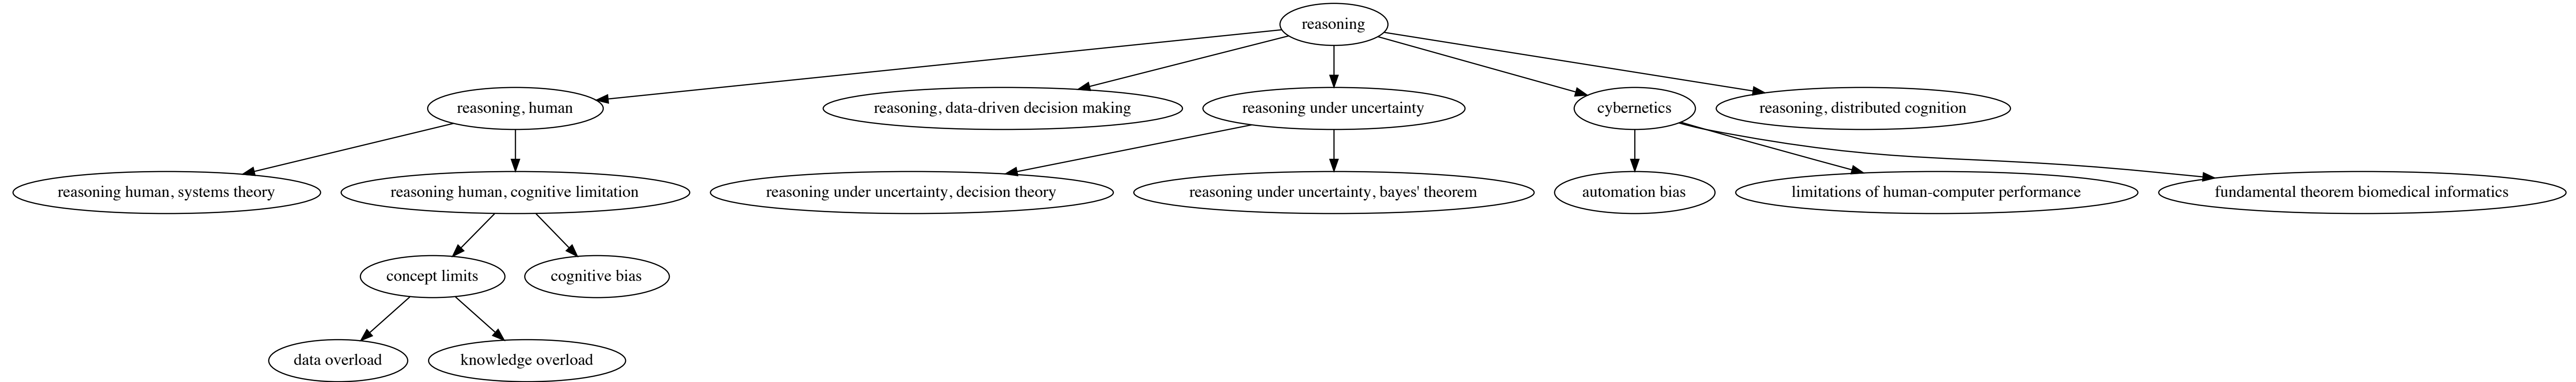 reasoning
reasoning, human
reasoning, data-driven decision making
reasoning under uncertainty
cybernetics
reasoning, distributed cognition
reasoning human, systems theory
reasoning human, cognitive limitation
reasoning under uncertainty, decision theory
reasoning under uncertainty, bayes' theorem
automation bias
limitations of human-computer performance
fundamental theorem biomedical informatics
concept limits
cognitive bias
data overload
knowledge overload